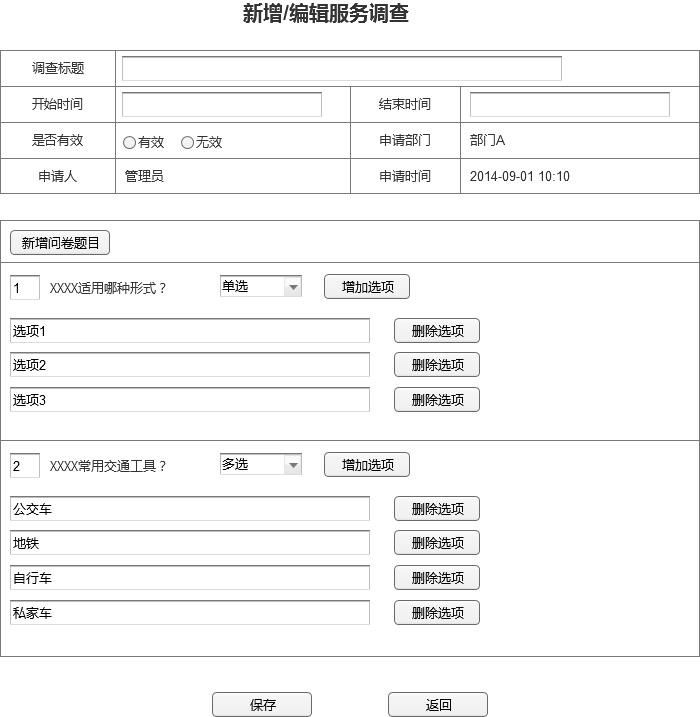 新增/编辑服务调查
调查标题
开始时间 结束时间
是否有效 有效 无效 申请部门 部门A
申请人 管理员 申请时间 2014-09-01 10:10
新增问卷题目
1 XXXX适用哪种形式？ 单选 增加选项
选项1 删除选项
选项2 删除选项
选项3 删除选项
2 XXXX常用交通工具？ 多选 增加选项
公交车 删除选项
地铁 删除选项
自行车 删除选项
私家车 删除选项
保存 返回